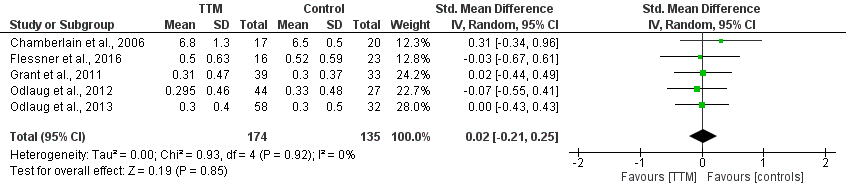 TTM Control Std. Mean Difference Std. Mean Difference
Study or Subgroup Mean SD Total Mean SD Total Weight IV, Random, 95% CI IV, Random, 95% CI
Chamberlain et al., 2006 6.8 1.3 17 6.5 0.5 20 12.3% 0.31 [-0.34, 0.96]
Flessner et al., 2016 0.5 0.63 16 0.52 0.59 23 12.8% -0.03 [-0.67, 0.61]
Grant et al., 2011 0.31 0.47 39 0.3 0.37 33 24.2% 0.02 [-0.44, 0.49]
Odlaug et al., 2012 0.295 0.46 44 0.33 0.48 27 22.7% -0.07 [-0.55, 0.41]
Odlaug et al., 2013 0.3 0.4 58 0.3 0.5 32 28.0% 0.00 [-0.43, 0.43]
Total (95% CI) 174 135 100.0% 0.02 [-0.21, 0.25]
Heterogeneity: Tau² = 0.00; Chi² = 0.93, df = 4 (P = 0.92); I² = 0%
Test for overall effect: Z = 0.19 (P = 0.85)
-2 -1 0 1 2
Favours [TTM] Favours [controls]